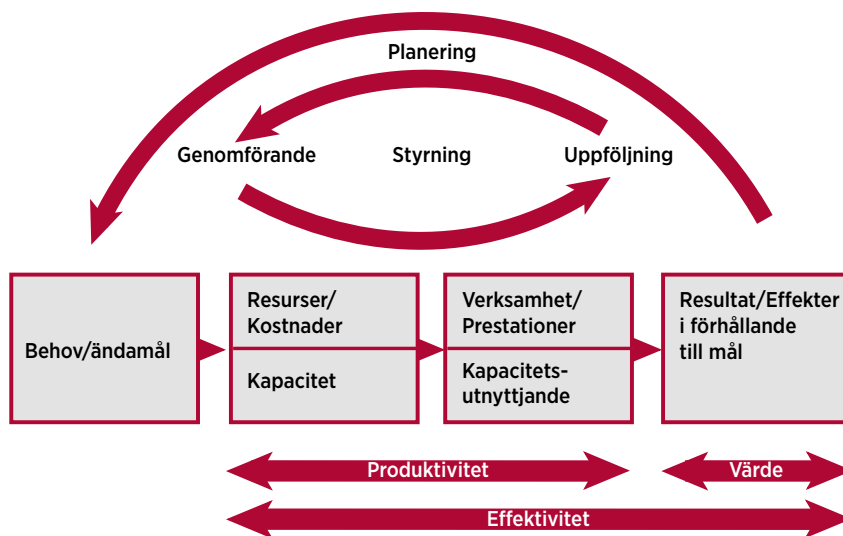 Planering
Genomförande
Styrning
Uppföljning
Behov/ändamål
Resurser/
Kostnader
Kapacitet
Verksamhet/
Prestationer
Kapacitets-
utnyttjande
Resultat/Effekter
i förhållande
till mål
Produktivitet
Värde
Effektivitet